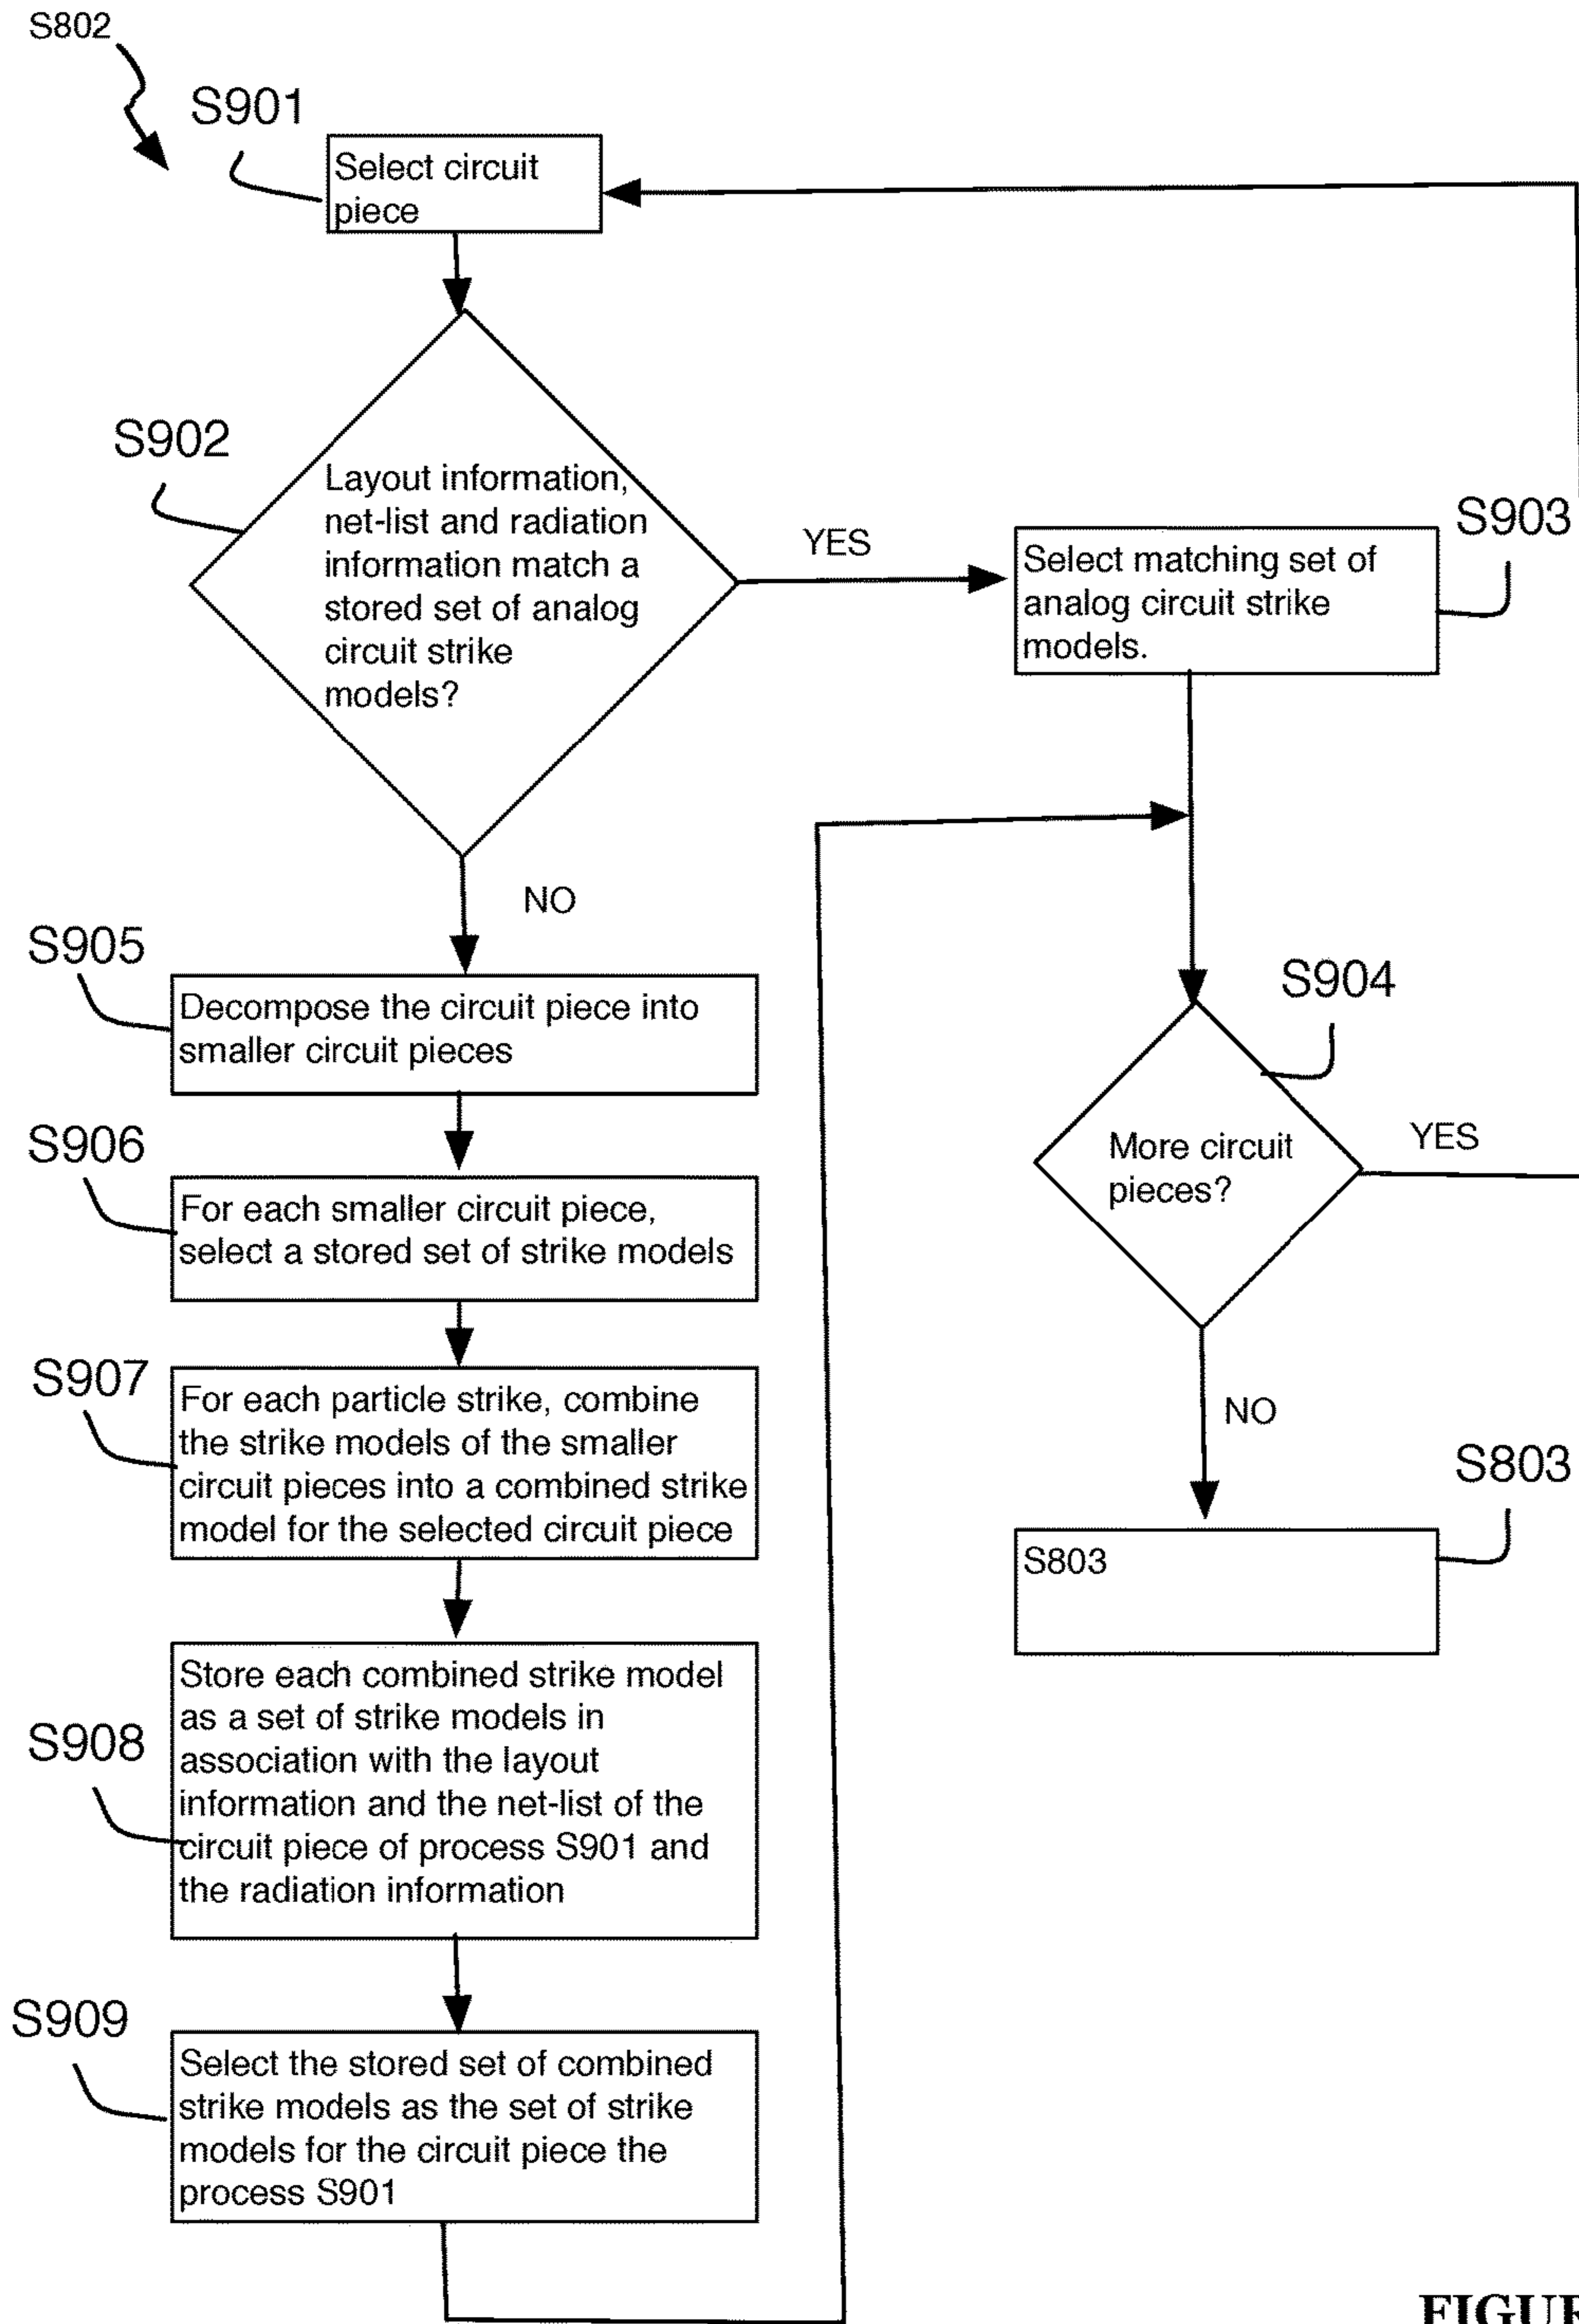 S802
S901
Select circuit
piece
S902
Layout information,
net-list and radiation
information match a
stored set of analog
circuit strike
models?
YES
S903
Select matching set of
analog circuit strike
models.
NO
S905
Decompose the circuit piece into
smaller circuit pieces
S904
More circuit
pieces?
YES
S906
For each smaller circuit piece,
select a stored set of strike models
S907
For each particle strike, combine
the strike models of the smaller
circuit pieces into a combined strike
model for the selected circuit piece
NO
S803
S803
S908
Store each combined strike model
as a set of strike models in
association with the layout
information and the net-list of the
circuit piece of process S901 and
the radiation information
S909
Select the stored set of combined
strike models as the set of strike
models for the circuit piece the
process S901